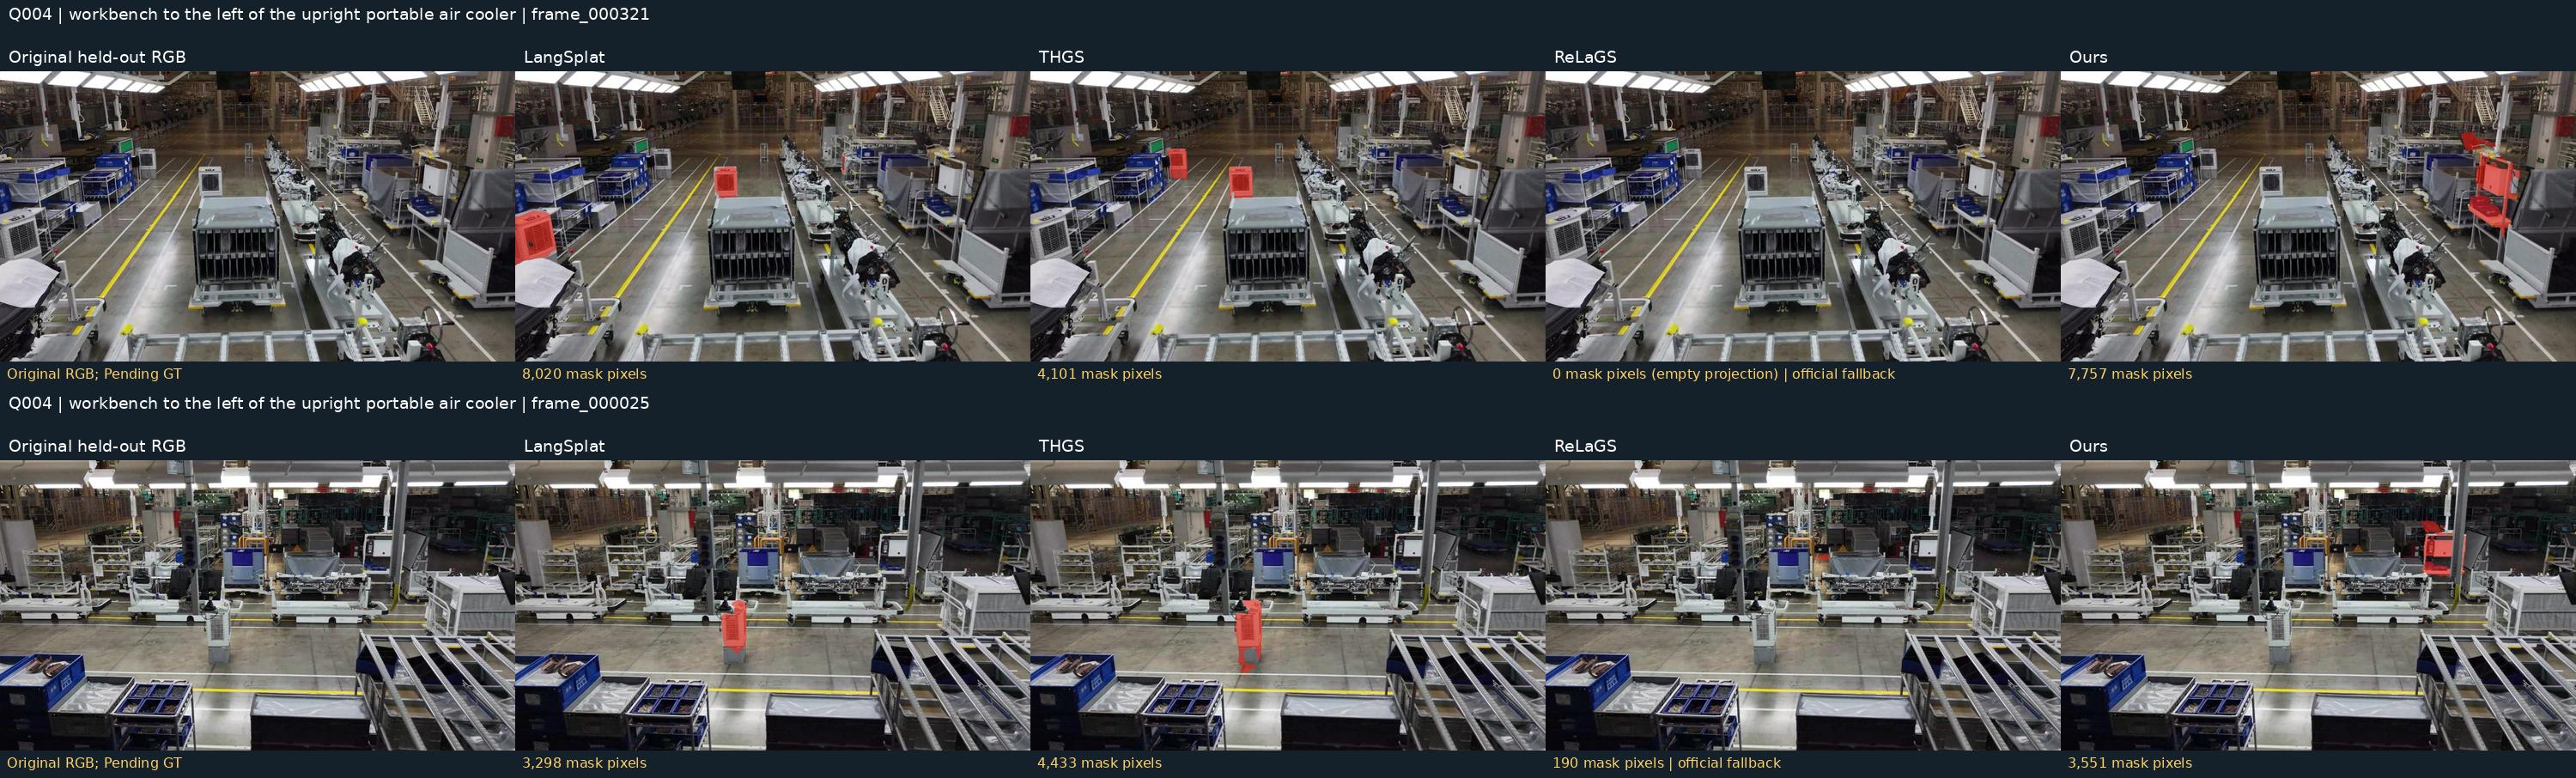 Q004 | workbench to the left of the upright portable air cooler | frame_000321
Original held-out RGB
LangSplat
THGS
ReLaGS
Ours
Original RGB; Pending GT
8,020 mask pixels
4,101 mask pixels
0 mask pixels (empty projection) | official fallback
7,757 mask pixels
Q004 | workbench to the left of the upright portable air cooler | frame_000025
Original held-out RGB
LangSplat
THGS
ReLaGS
Ours
Original RGB; Pending GT
3,298 mask pixels
4,433 mask pixels
190 mask pixels | official fallback
3,551 mask pixels